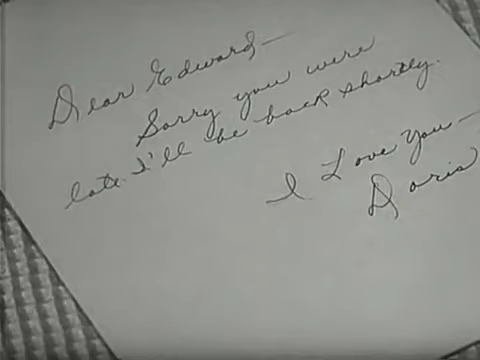 Dear Edward—
Sorry you were
late. I'll be back shortly.
I Love You—
Doris